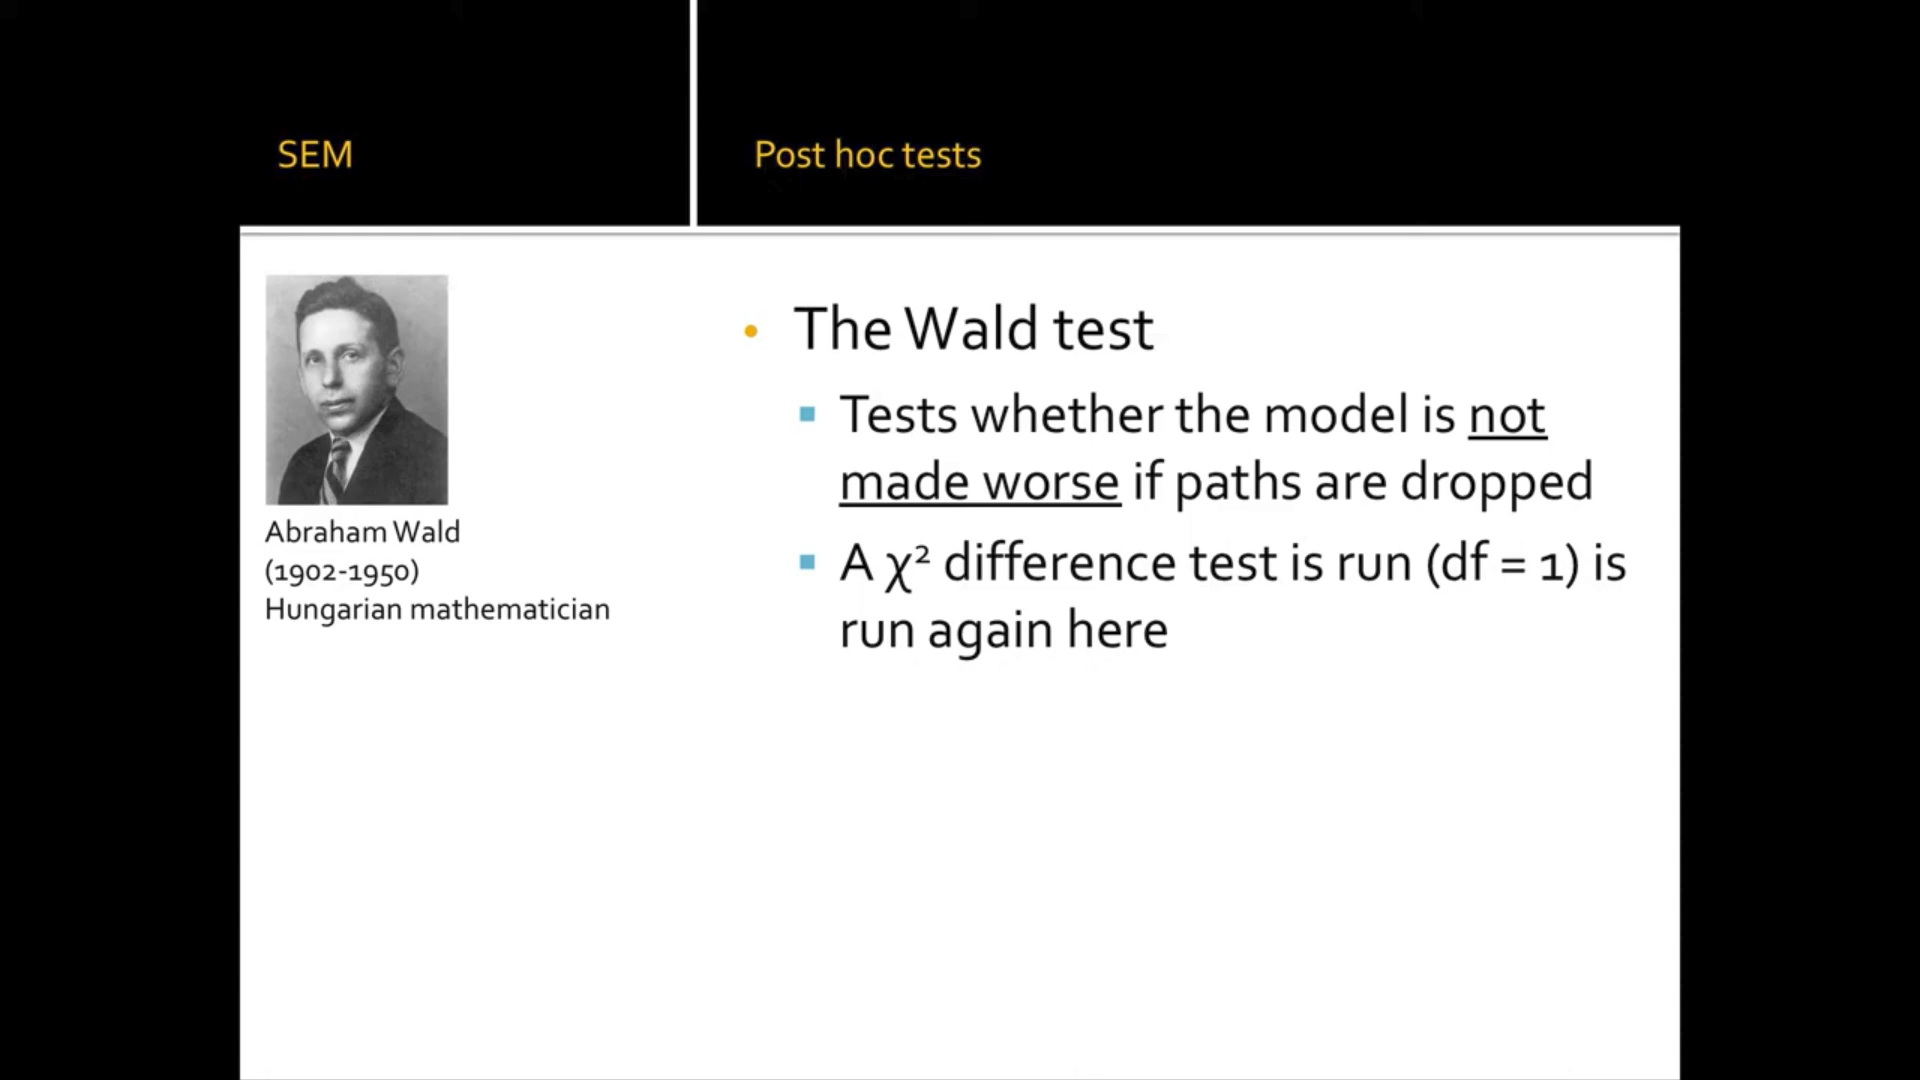 SEM
Post hoc tests
Abraham Wald
(1902-1950)
Hungarian mathematician
• The Wald test
▪ Tests whether the model is not
made worse if paths are dropped
▪ A χ² difference test is run (df = 1) is
run again here